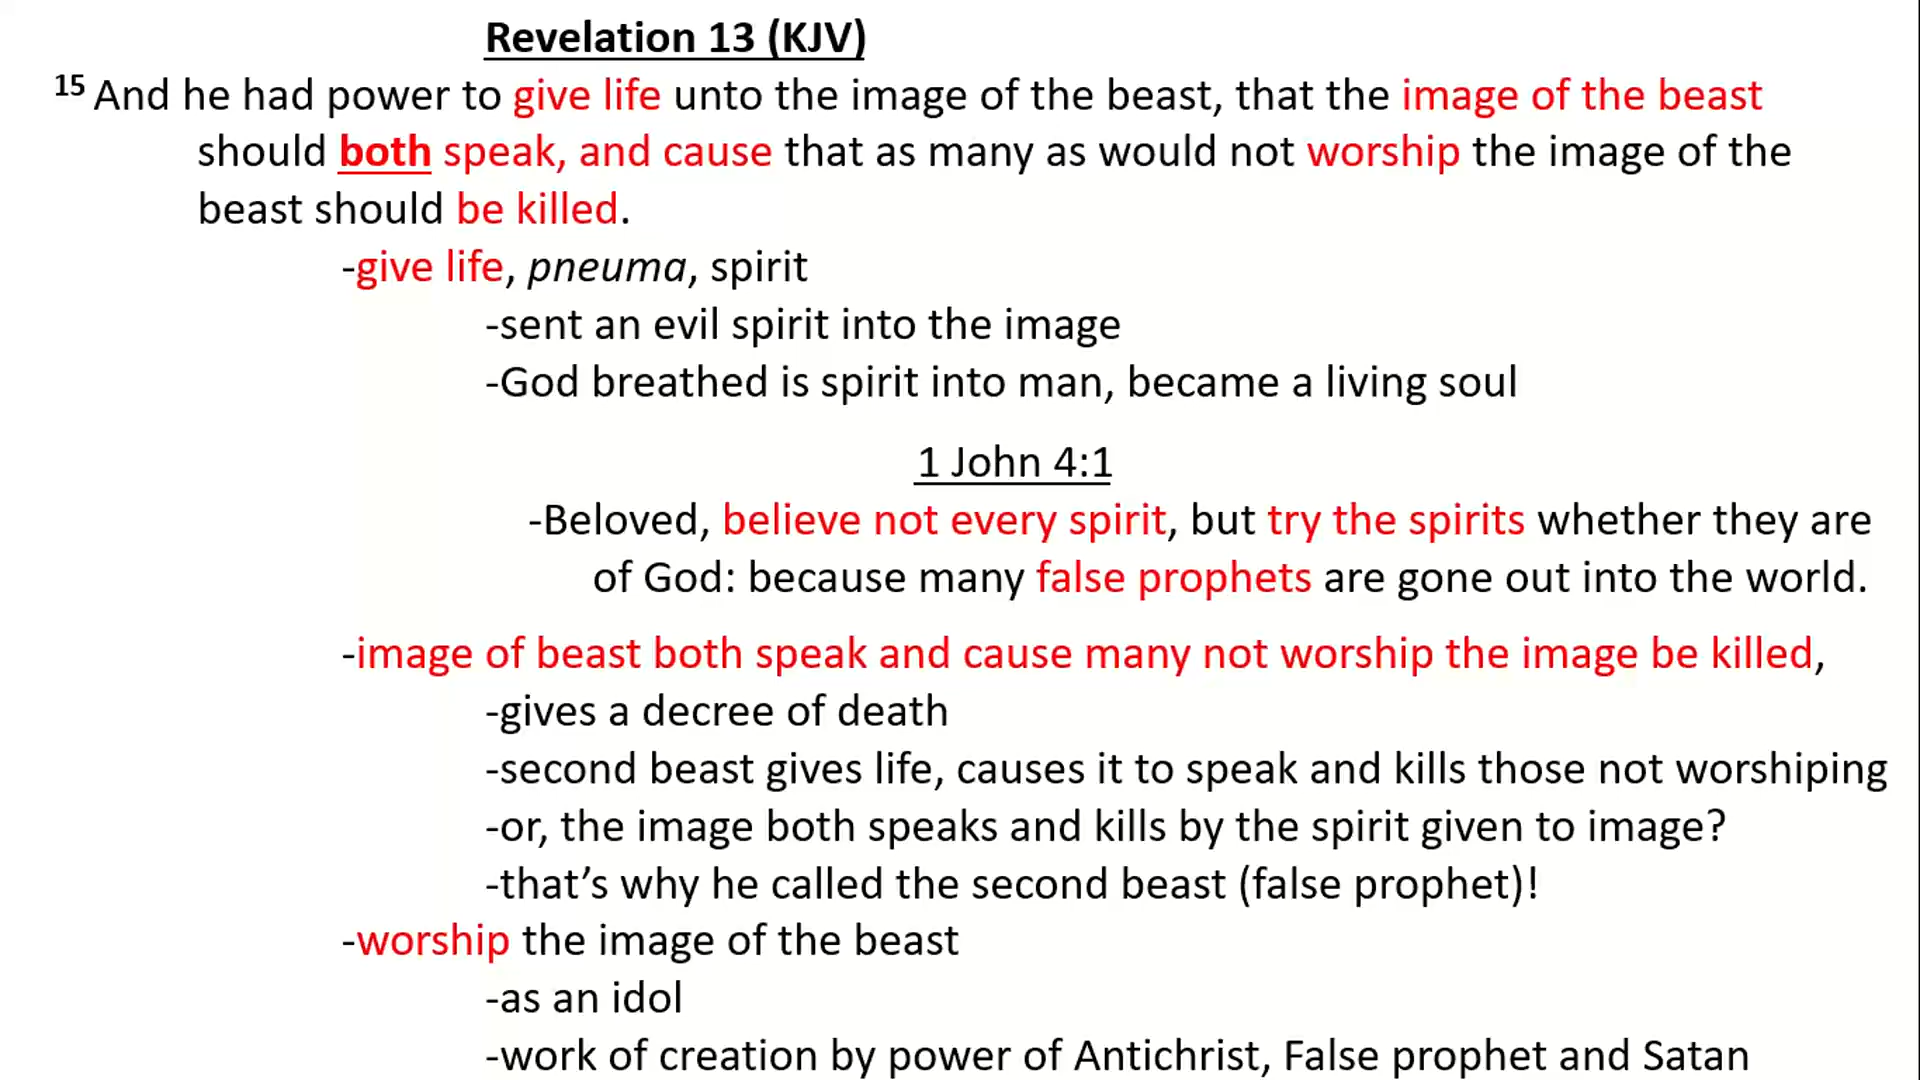 Revelation 13 (KJV)
15 And he had power to give life unto the image of the beast, that the image of the beast
should both speak, and cause that as many as would not worship the image of the
beast should be killed.
-give life, pneuma, spirit
-sent an evil spirit into the image
-God breathed is spirit into man, became a living soul
1 John 4:1
-Beloved, believe not every spirit, but try the spirits whether they are
of God: because many false prophets are gone out into the world.
-image of beast both speak and cause many not worship the image be killed,
-gives a decree of death
-second beast gives life, causes it to speak and kills those not worshiping
-or, the image both speaks and kills by the spirit given to image?
-that’s why he called the second beast (false prophet)!
-worship the image of the beast
-as an idol
-work of creation by power of Antichrist, False prophet and Satan